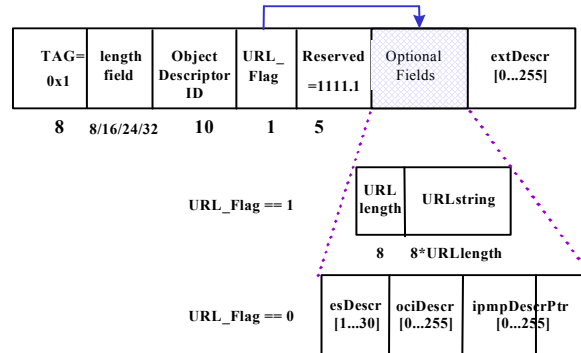 TAG= 0x1
length field
Object Descriptor ID
URL_ Flag
Reserved =1111.1
Optional Fields
extDescr [0...255]
8
8/16/24/32
10
1
5
URL_Flag == 1
URL length
URLstring
8
8*URLlength
URL_Flag == 0
esDescr [1...30]
ociDescr [0...255]
ipmpDescrPtr [0...255]